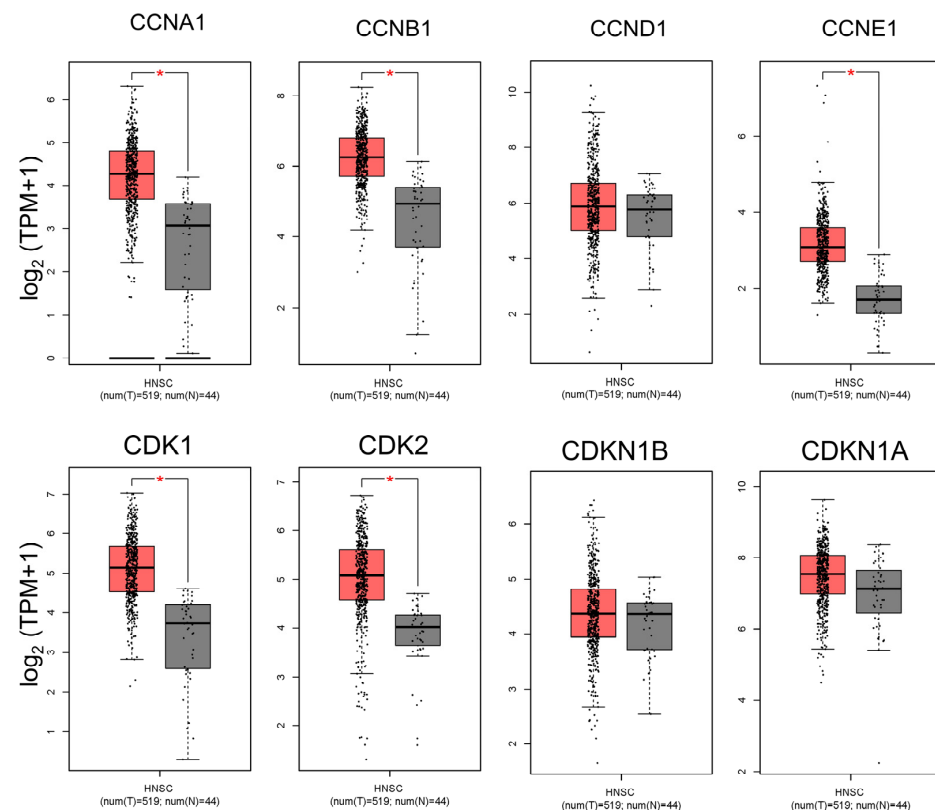 CCNA1
CCNB1
CCND1
CCNE1
log₂ (TPM+1)
6
5
4
3
2
1
0
*
HNSC
(num(T)=519; num(N)=44)
8
6
4
2
*
HNSC
(num(T)=519; num(N)=44)
10
8
6
4
2
HNSC
(num(T)=519; num(N)=44)
6
4
2
*
HNSC
(num(T)=519; num(N)=44)
CDK1
CDK2
CDKN1B
CDKN1A
log₂ (TPM+1)
7
6
5
4
3
2
1
*
HNSC
(num(T)=519; num(N)=44)
7
6
5
4
3
2
*
HNSC
(num(T)=519; num(N)=44)
6
5
4
3
2
HNSC
(num(T)=519; num(N)=44)
10
8
6
4
2
HNSC
(num(T)=519; num(N)=44)